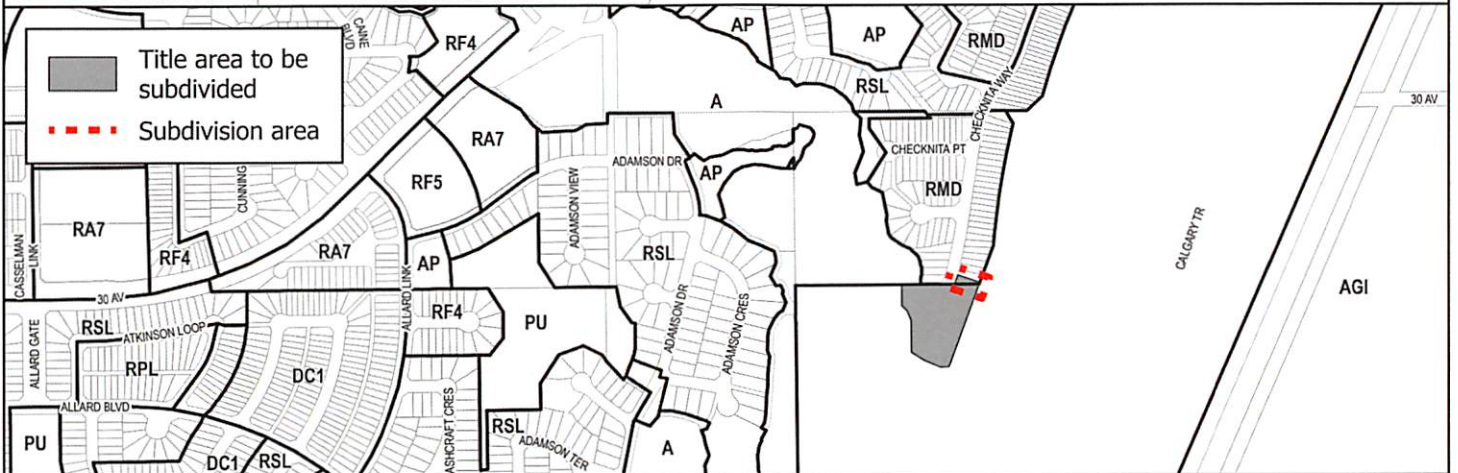 Title area to be
subdivided
Subdivision area
CAINE
BLVD
RF4
AP
AP
RMD
RSL
CHECKNITA WAY
30 AV
A
RA7
CUNNING
RF5
ADAMSON DR
AP
CHECKNITA PT
RMD
ADAMSON VIEW
RA7
CASSELMAN
LINK
RF4
RA7
AP
ALLARD LINK
RSL
CALGARY TR
AGI
30 AV
RSL
ATKINSON LOOP
RF4
PU
ADAMSON DR
ADAMSON CRES
ALLARD GATE
RPL
DC1
ALLARD BLVD
ASHCRAFT CRES
PU
DC1
RSL
RSL
ADAMSON TER
A